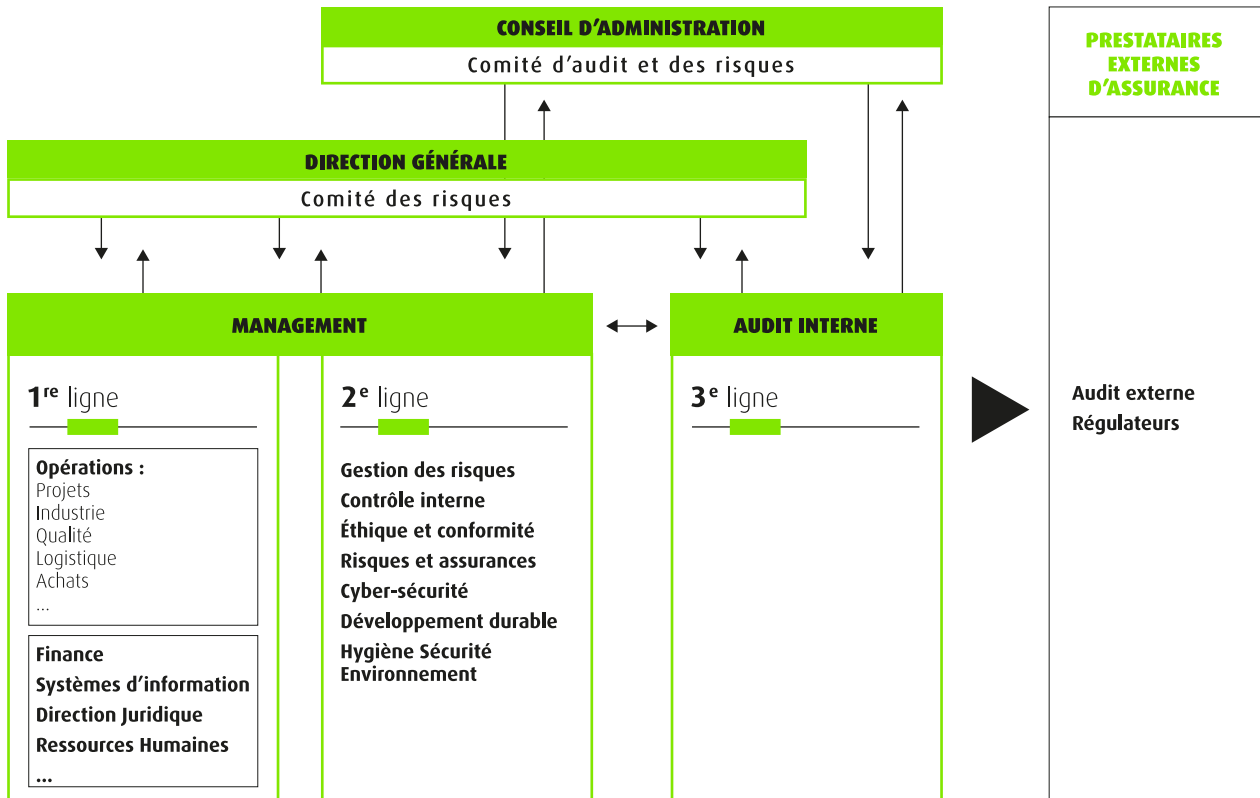 CONSEIL D'ADMINISTRATION
Comité d'audit et des risques
PRESTATAIRES
EXTERNES
D'ASSURANCE
DIRECTION GÉNÉRALE
Comité des risques
MANAGEMENT
AUDIT INTERNE
1re ligne
Opérations :
Projets
Industrie
Qualité
Logistique
Achats
...
Finance
Systèmes d'information
Direction Juridique
Ressources Humaines
...
2e ligne
Gestion des risques
Contrôle interne
Éthique et conformité
Risques et assurances
Cyber-sécurité
Développement durable
Hygiène Sécurité
Environnement
3e ligne
Audit externe
Régulateurs